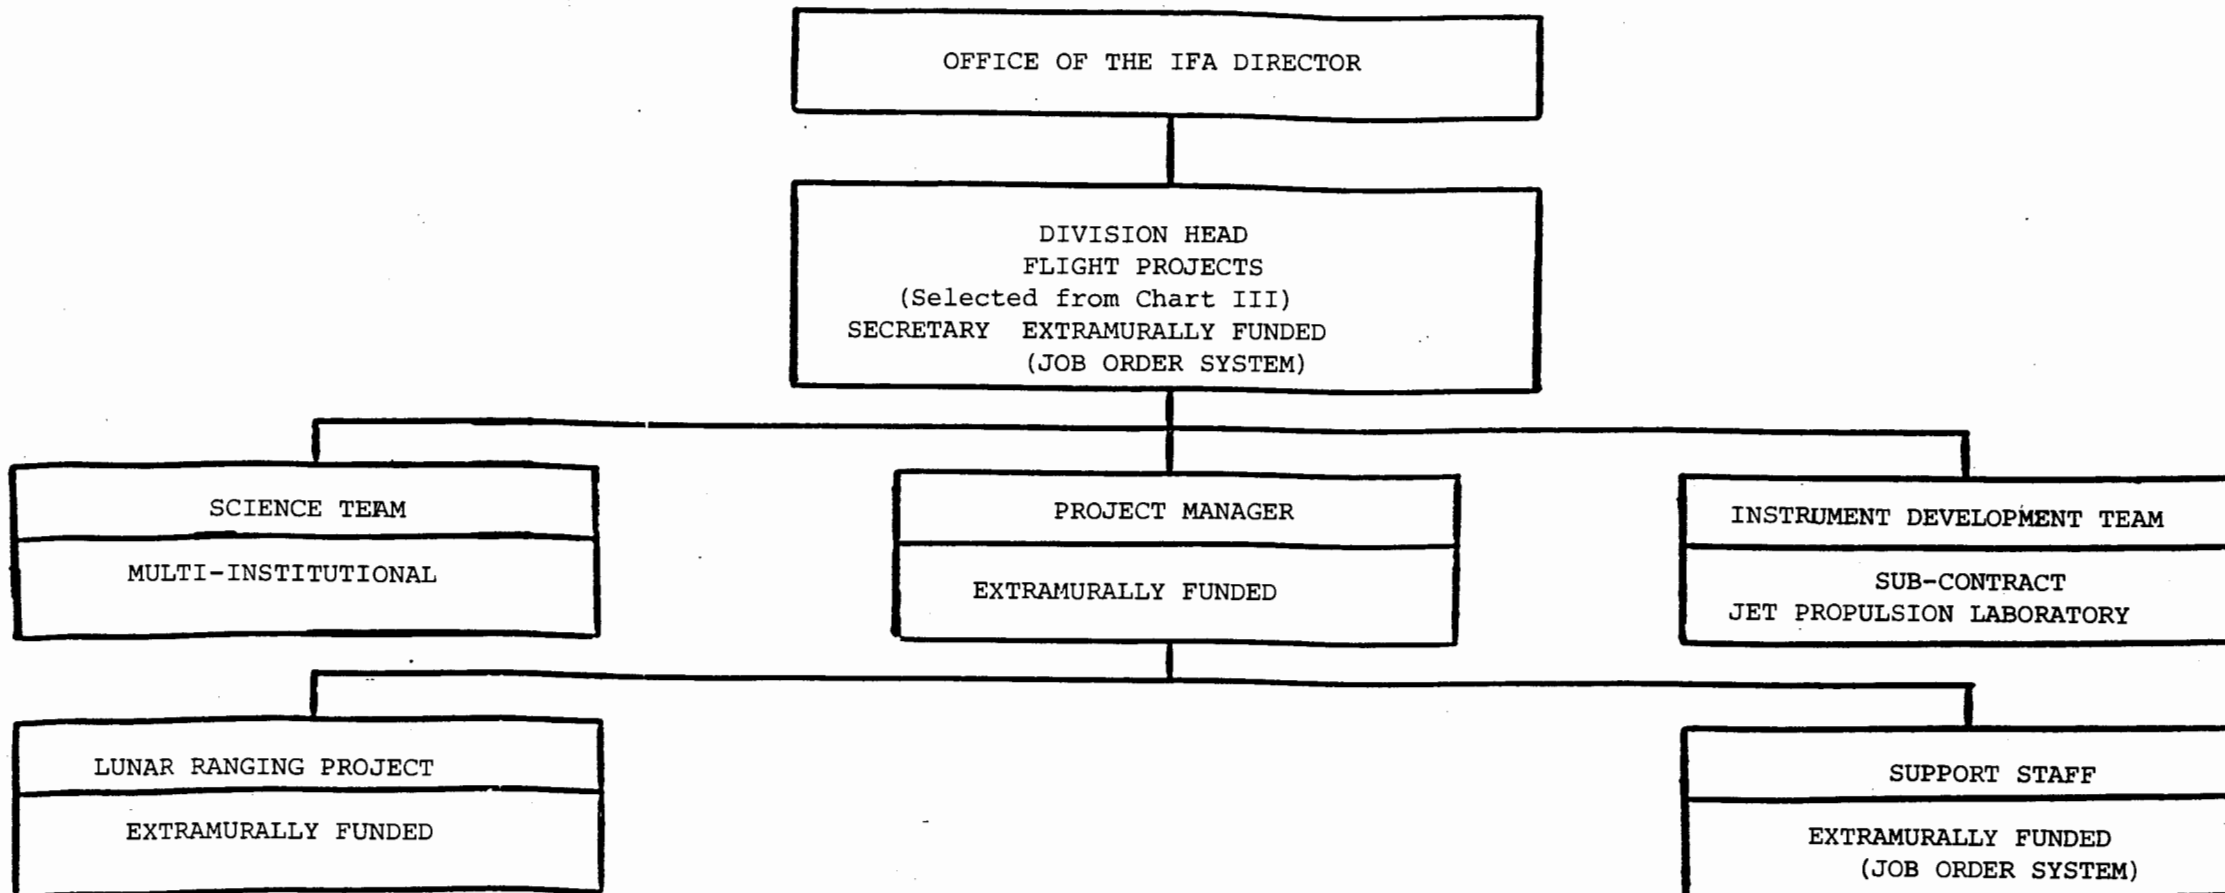 OFFICE OF THE IFA DIRECTOR
DIVISION HEAD
FLIGHT PROJECTS
(Selected from Chart III)
SECRETARY EXTRAMURALLY FUNDED
(JOB ORDER SYSTEM)
SCIENCE TEAM
MULTI-INSTITUTIONAL
PROJECT MANAGER
EXTRAMURALLY FUNDED
INSTRUMENT DEVELOPMENT TEAM
SUB-CONTRACT
JET PROPULSION LABORATORY
LUNAR RANGING PROJECT
EXTRAMURALLY FUNDED
SUPPORT STAFF
EXTRAMURALLY FUNDED
(JOB ORDER SYSTEM)